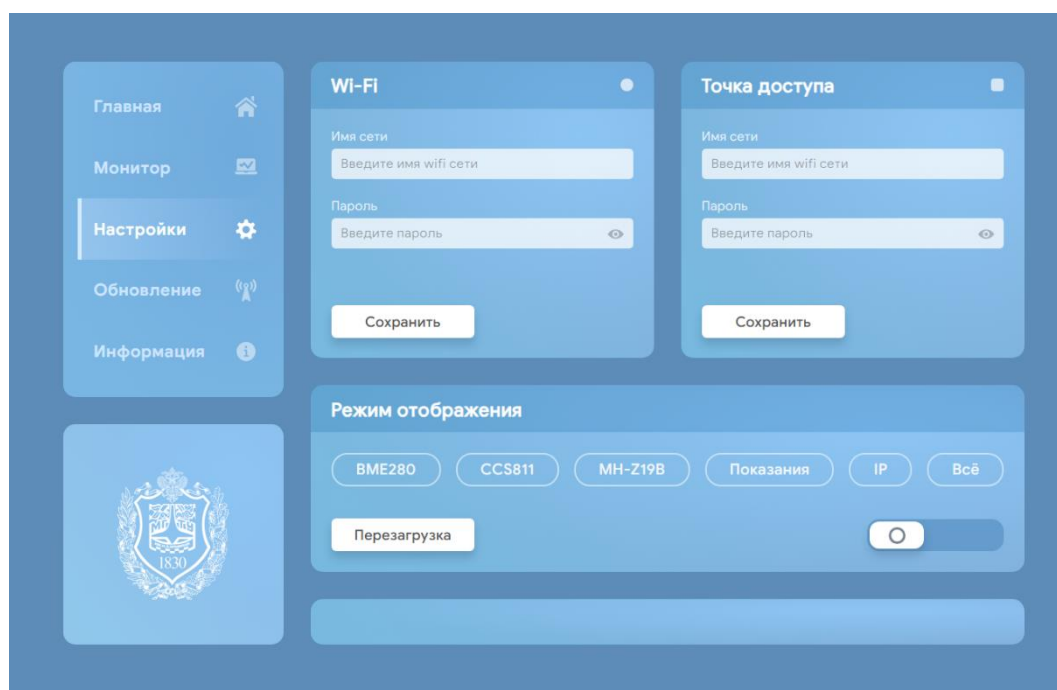 Главная
Монитор
Настройки
Обновление
Информация
1830
Wi-Fi
Имя сети
Введите имя wifi сети
Пароль
Введите пароль
Сохранить
Точка доступа
Имя сети
Введите имя wifi сети
Пароль
Введите пароль
Сохранить
Режим отображения
BME280 CCS811 MH-Z19B Показания IP Всё
Перезагрузка